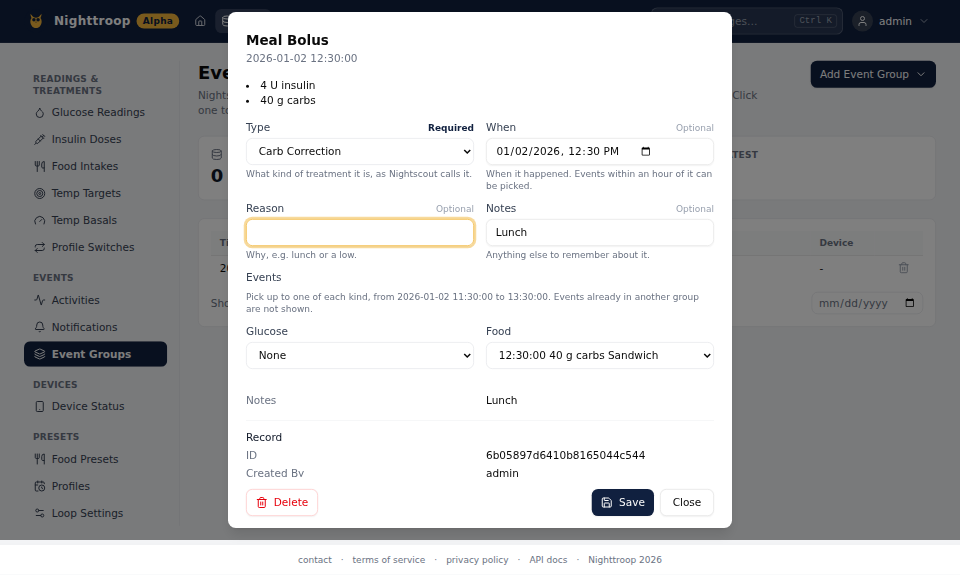 Nighttroop Alpha
Ctrl K
admin
READINGS & TREATMENTS
Glucose Readings
Insulin Doses
Food Intakes
Temp Targets
Temp Basals
Profile Switches
EVENTS
Activities
Notifications
Event Groups
DEVICES
Device Status
PRESETS
Food Presets
Profiles
Loop Settings
Add Event Group
Click
one
0
Device
-
mm/dd/yyyy
Meal Bolus
2026-01-02 12:30:00
• 4 U insulin
• 40 g carbs
Type Required
Carb Correction
What kind of treatment it is, as Nightscout calls it.
When Optional
01/02/2026, 12:30 PM
When it happened. Events within an hour of it can
be picked.
Reason Optional
Why, e.g. lunch or a low.
Notes Optional
Lunch
Anything else to remember about it.
Events
Pick up to one of each kind, from 2026-01-02 11:30:00 to 13:30:00. Events already in another group
are not shown.
Glucose
None
Food
12:30:00 40 g carbs Sandwich
Notes Lunch
Record
ID 6b05897d6410b8165044c544
Created By admin
Delete
Save
Close
contact · terms of service · privacy policy · API docs · Nighttroop 2026